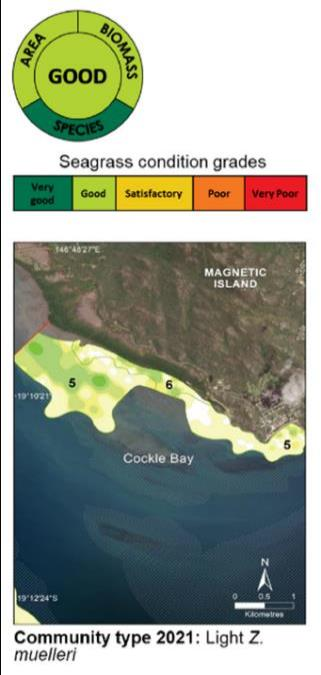 AREA
BIOMASS
GOOD
SPECIES
Seagrass condition grades
Very good
Good
Satisfactory
Poor
Very Poor
146°48'27"E
MAGNETIC
ISLAND
5
6
-19°10'21"
5
Cockle Bay
N
19°12'24"S
0 0.5 1
Kilometres
Community type 2021: Light Z.
muelleri